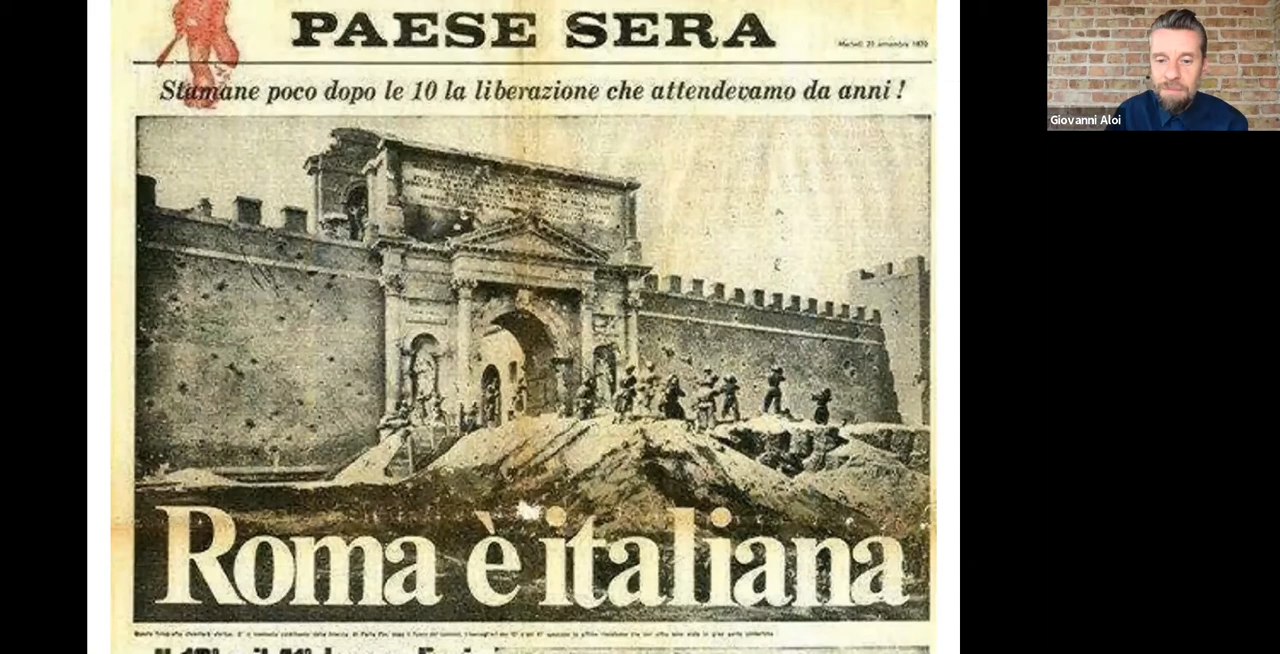 PAESE SERA
Stamane poco dopo le 10 la liberazione che attendevamo da anni !
Giovanni Aloi
Roma è italiana